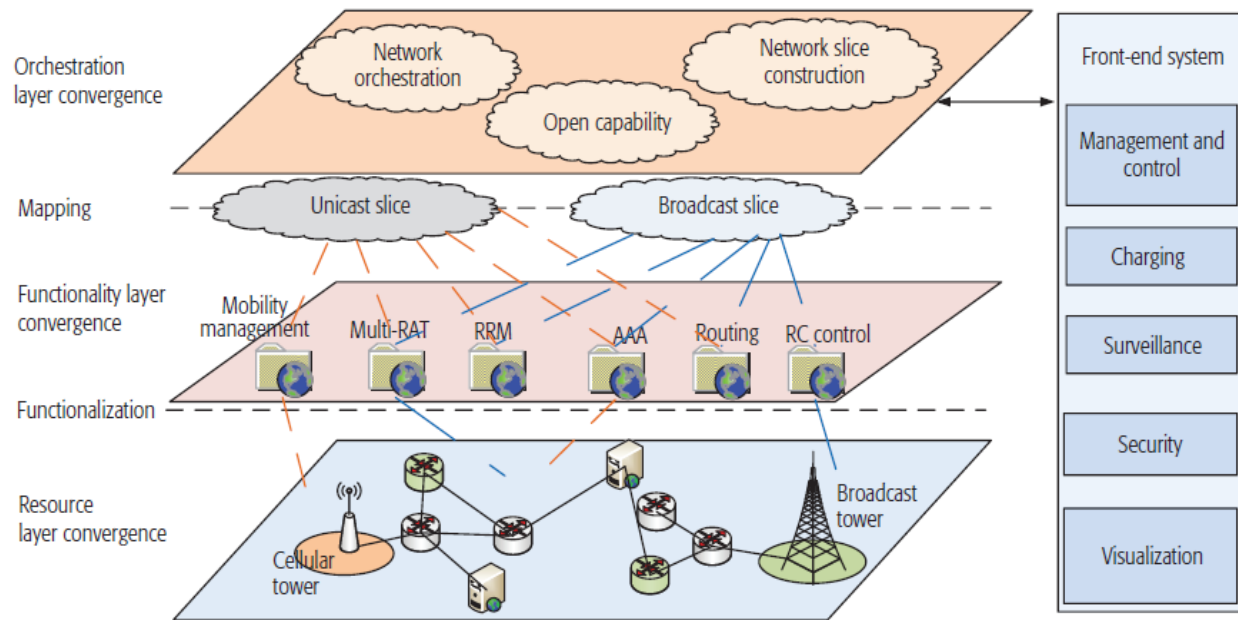 Orchestration
layer convergence
Network
orchestration
Network slice
construction
Open capability
Mapping
Unicast slice
Broadcast slice
Functionality layer
convergence
Mobility
management
Multi-RAT
RRM
AAA
Routing
RC control
Functionalization
Resource
layer convergence
Cellular
tower
Broadcast
tower
Front-end system
Management and
control
Charging
Surveillance
Security
Visualization